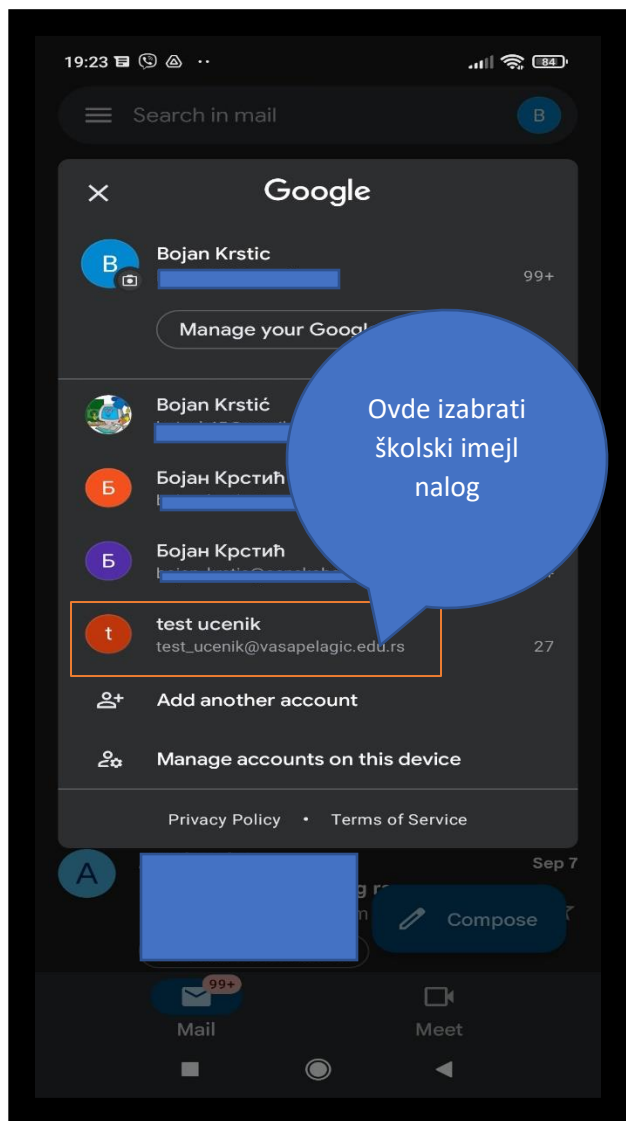 19:23
84
Search in mail
B
Google
B
Bojan Krstic
99+
Manage your Googl
Bojan Krstić
Б
Бојан Крстић
Б
Бојан Крстић
Ovde izabrati
školski imejl
nalog
t
test ucenik
test_ucenik@vasapelagic.edu.rs
27
Add another account
Manage accounts on this device
Privacy Policy • Terms of Service
A
Sep 7
Compose
99+
Mail
Meet